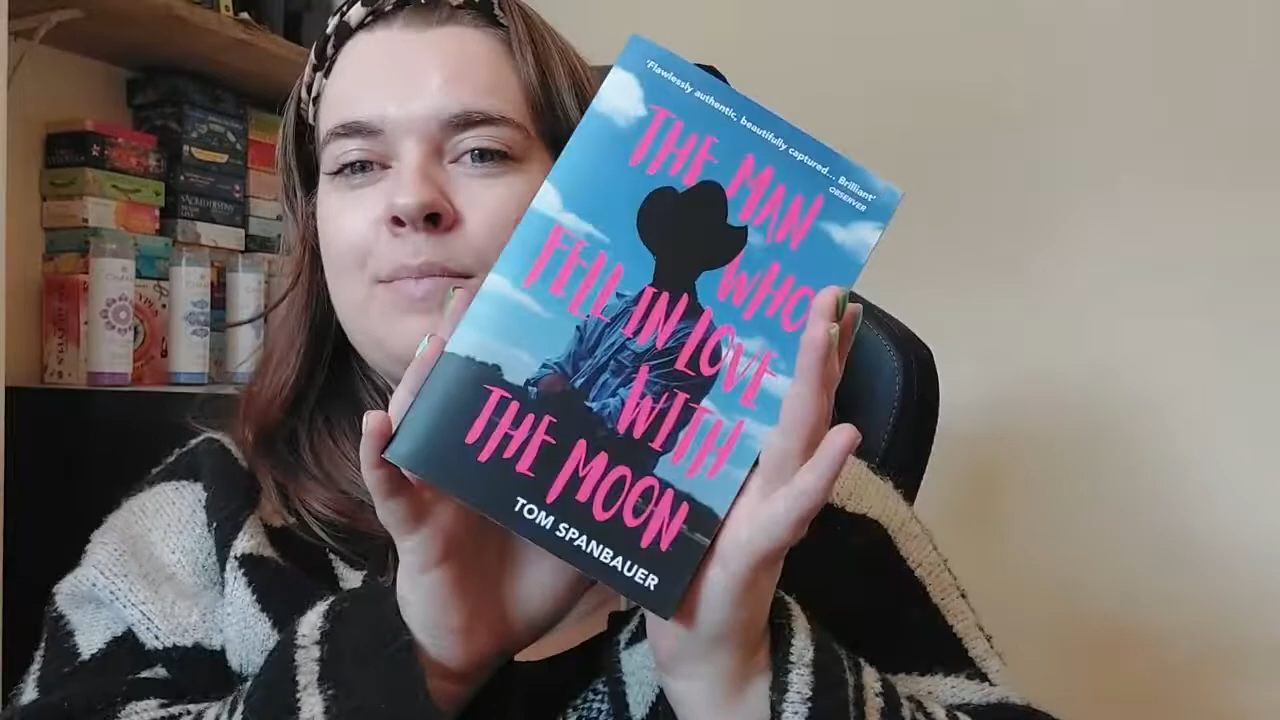 'Flawlessly authentic, beautifully captured... Brilliant'
OBSERVER
THE MAN
WHO
FELL IN LOVE
WITH
THE MOON
TOM SPANBAUER